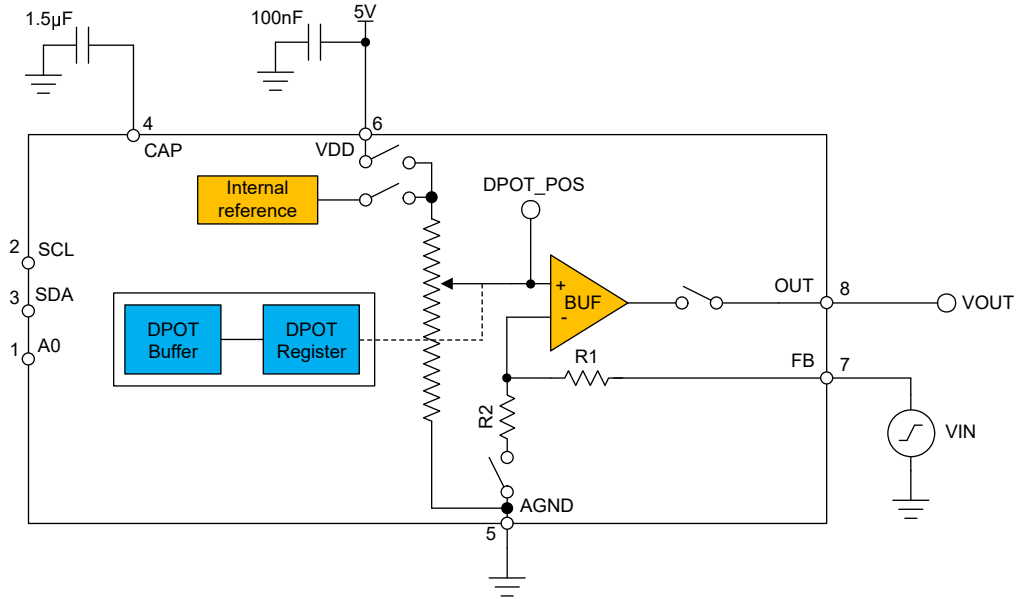 1.5µF
100nF
5V
4
CAP
6
VDD
Internal
reference
DPOT_POS
2
SCL
3
SDA
1
A0
DPOT
Buffer
DPOT
Register
+
BUF
-
OUT
8
VOUT
R1
FB
7
R2
VIN
AGND
5